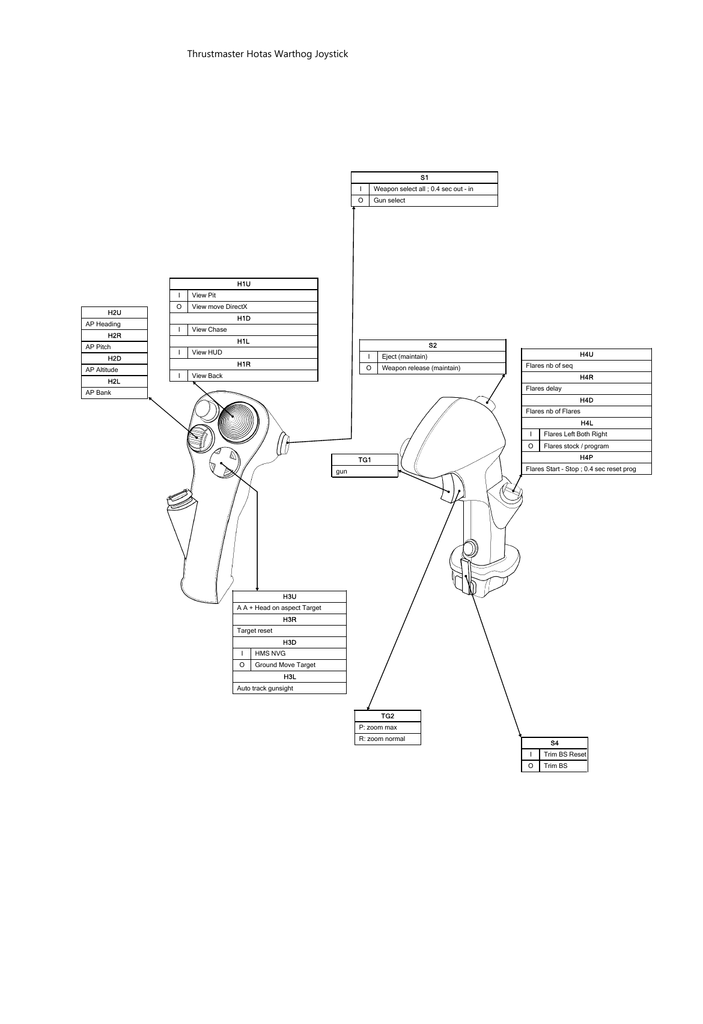 Thrustmaster Hotas Warthog Joystick
S1
I Weapon select all ; 0.4 sec out - in
O Gun select
H1U
I View Pit
O View move DirectX
H1D
I View Chase
H1L
I View HUD
H1R
I View Back
H2U
AP Heading
H2R
AP Pitch
H2D
AP Altitude
H2L
AP Bank
S2
I Eject (maintain)
O Weapon release (maintain)
H4U
Flares nb of seq
H4R
Flares delay
H4D
Flares nb of Flares
H4L
I Flares Left Both Right
O Flares stock / program
H4P
Flares Start - Stop ; 0.4 sec reset prog
TG1
gun
H3U
A A + Head on aspect Target
H3R
Target reset
H3D
I HMS NVG
O Ground Move Target
H3L
Auto track gunsight
TG2
P: zoom max
R: zoom normal
S4
I Trim BS Reset
O Trim BS